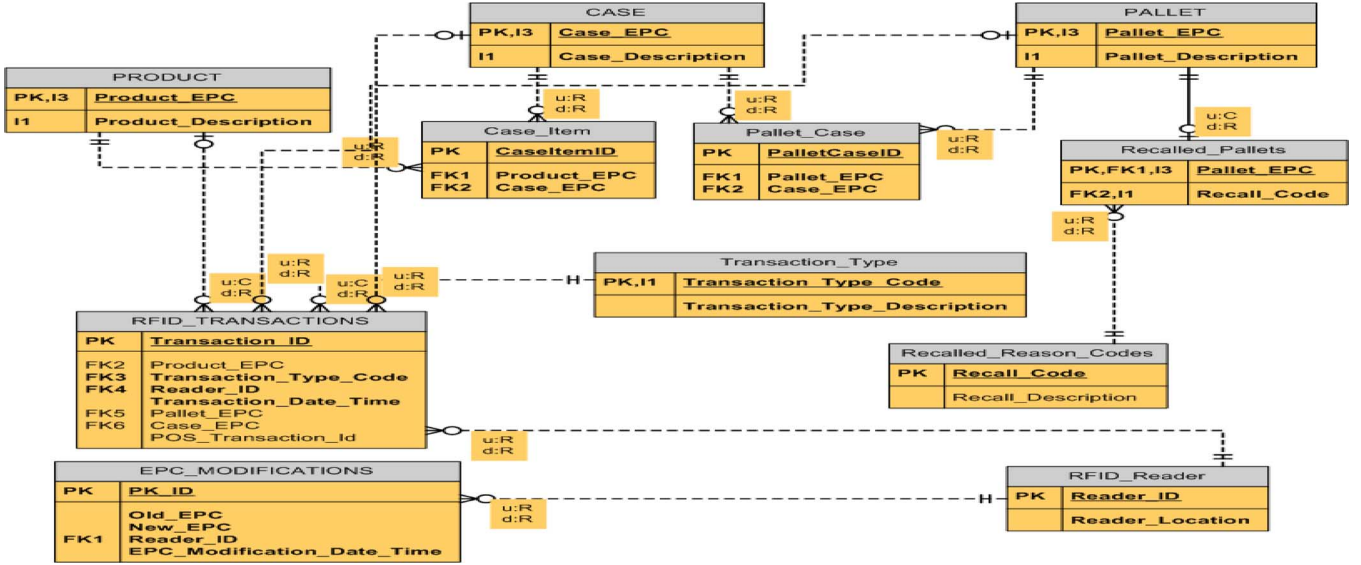 CASE
PK,I3 Case_EPC
I1 Case_Description
PALLET
PK,I3 Pallet_EPC
I1 Pallet_Description
PRODUCT
PK,I3 Product_EPC
I1 Product_Description
u:R
d:R
u:R
d:R
u:C
d:R
Case_Item
PK CaseItemID
FK1 Product_EPC
FK2 Case_EPC
u:R
d:R
Pallet_Case
PK PalletCaseID
FK1 Pallet_EPC
FK2 Case_EPC
u:R
d:R
Recalled_Pallets
PK,FK1,I3 Pallet_EPC
FK2,I1 Recall_Code
u:R
d:R
Transaction_Type
PK,I1 Transaction_Type_Code
Transaction_Type_Description
u:C
d:R
u:R
d:R
u:C
d:R
u:R
d:R
RFID_TRANSACTIONS
PK Transaction_ID
FK2 Product_EPC
FK3 Transaction_Type_Code
FK4 Reader_ID
Transaction_Date_Time
FK5 Pallet_EPC
FK6 Case_EPC
POS_Transaction_Id
u:R
d:R
Recalled_Reason_Codes
PK Recall_Code
Recall_Description
EPC_MODIFICATIONS
PK PK_ID
Old_EPC
New_EPC
FK1 Reader_ID
EPC_Modification_Date_Time
u:R
d:R
RFID_Reader
PK Reader_ID
Reader_Location